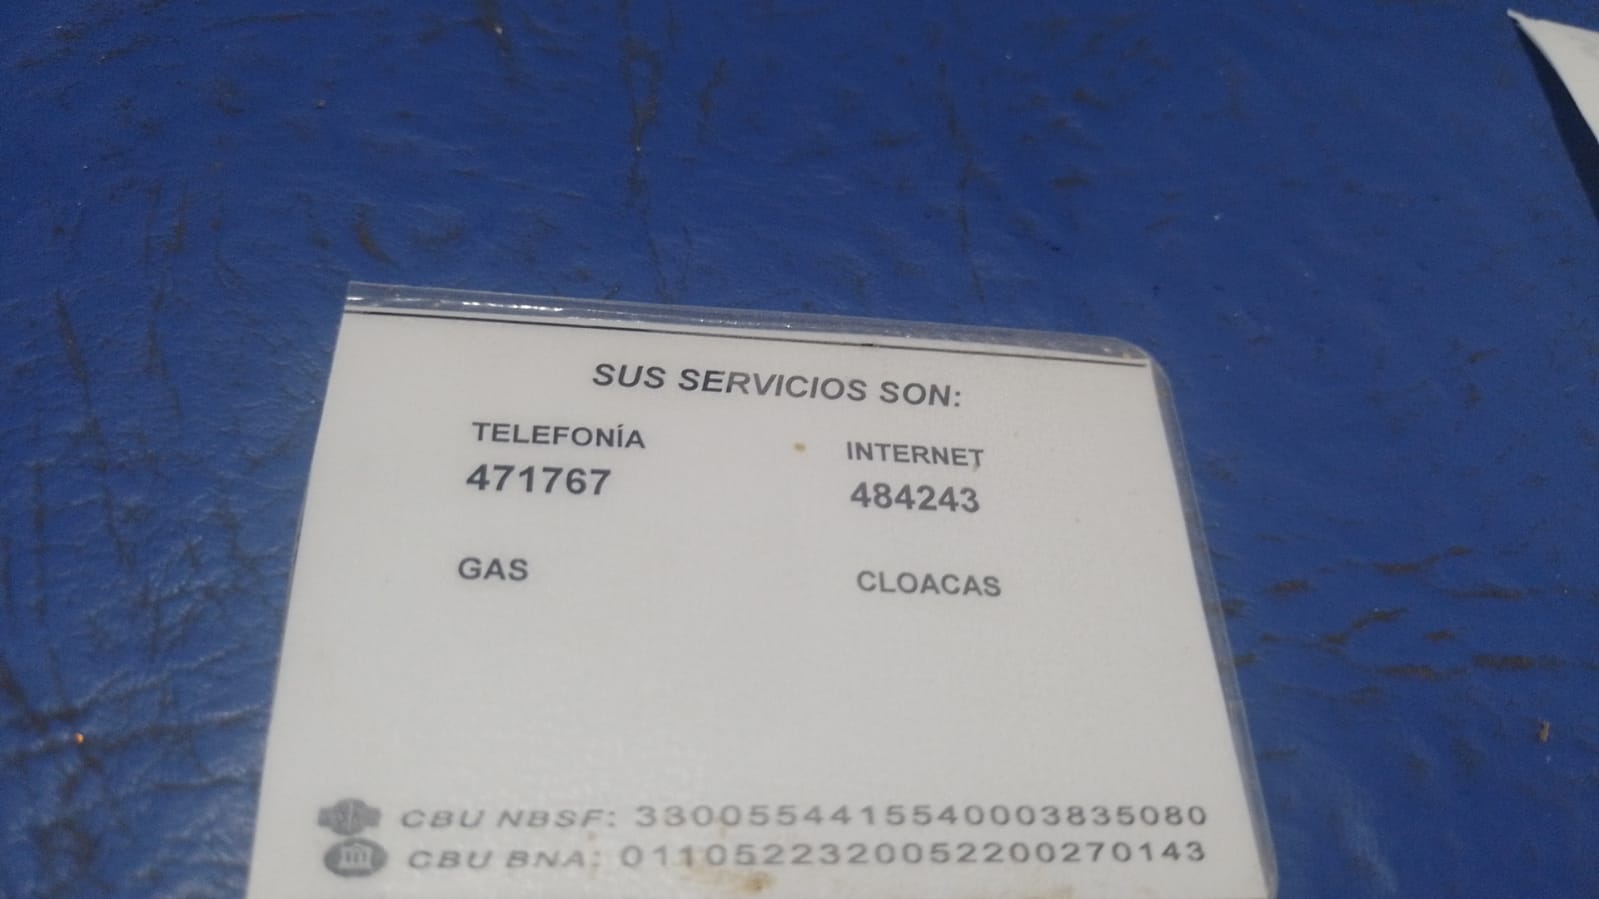 SUS SERVICIOS SON:
TELEFONÍA INTERNET
471767 484243
GAS CLOACAS
CBU NBSF: 3300554415540003835080
CBU BNA: 0110522320052200270143